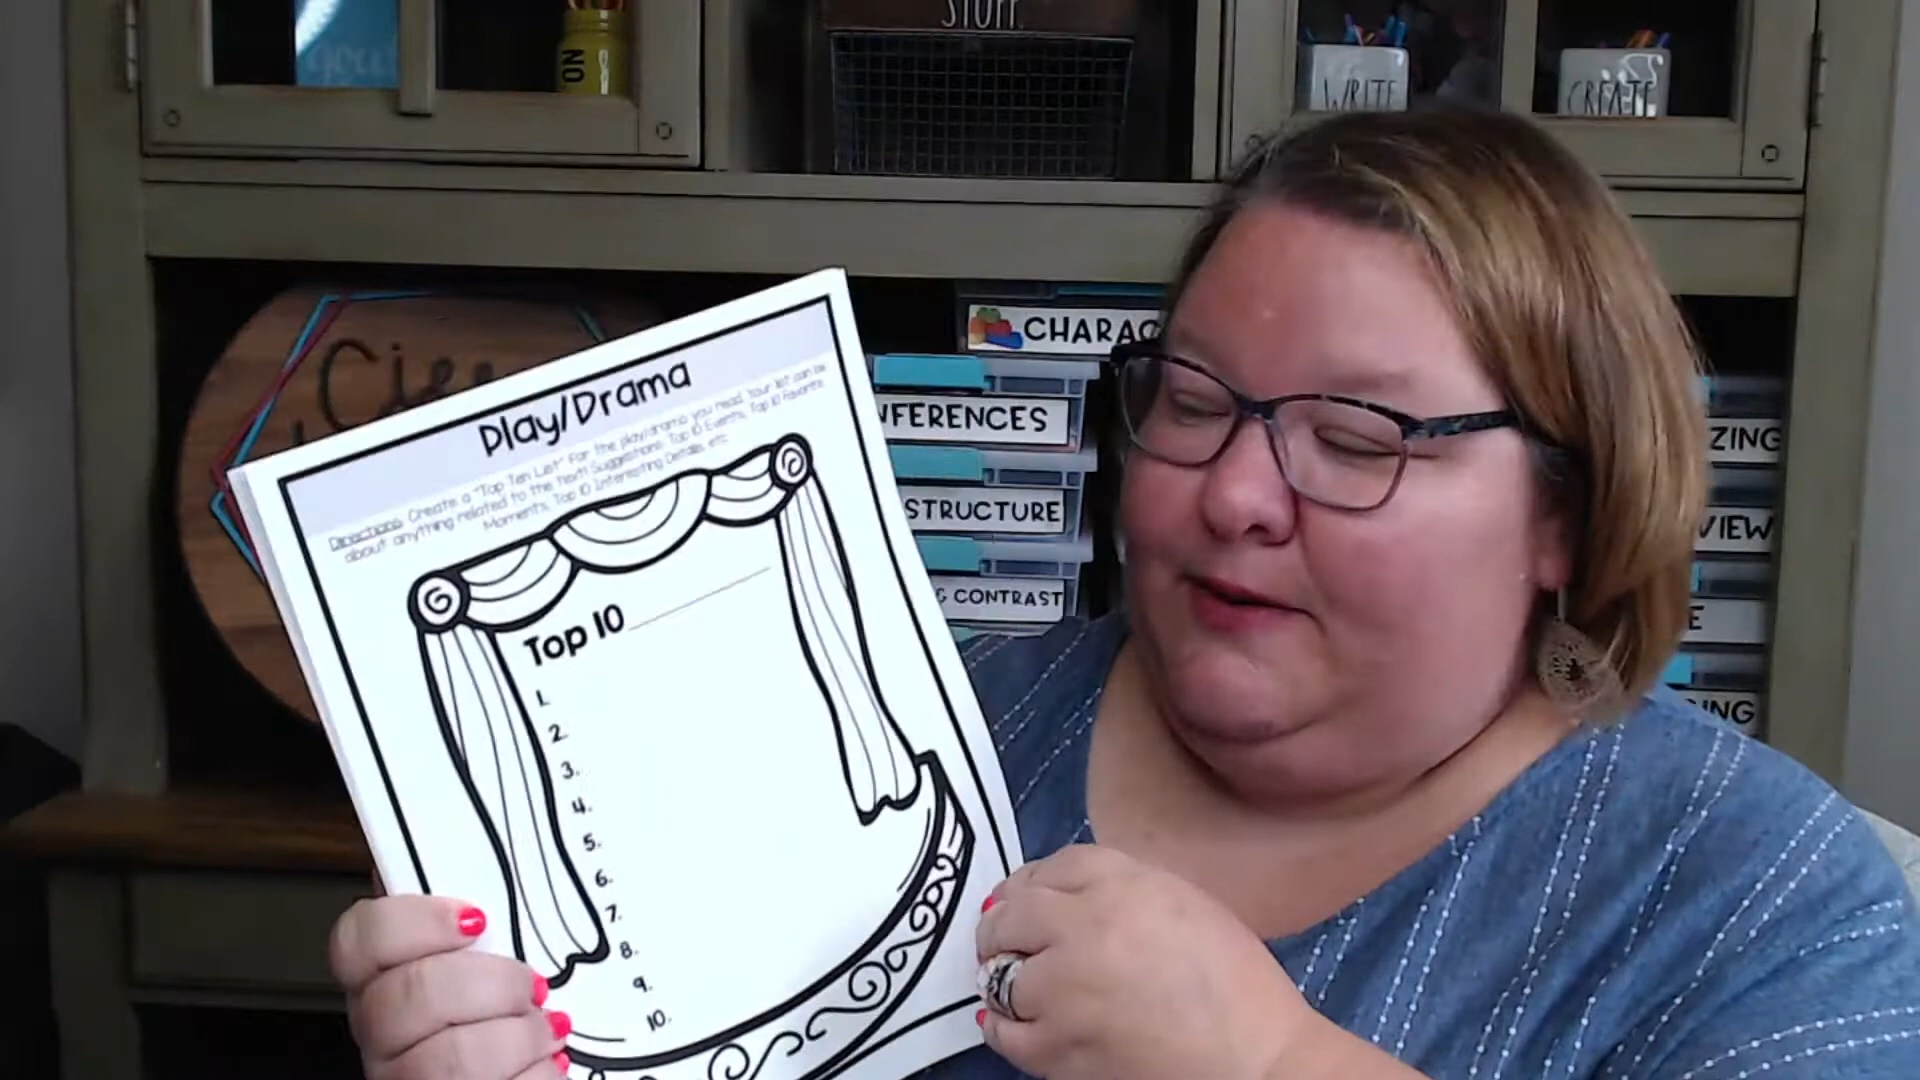 STUFF
NO
WRITE
CREATE
CHARAC
NFERENCES
STRUCTURE
& CONTRAST
ZING
VIEW
E
ING
Play/Drama
Directions: Create a "Top Ten List" for the play/drama you read. Your list can be
about anything related to the text! Suggestions: Top 10 Events, Top 10 Favorite
Moments, Top 10 Interesting Details, etc.
Top 10
1.
2.
3.
4.
5.
6.
7.
8.
9.
10.